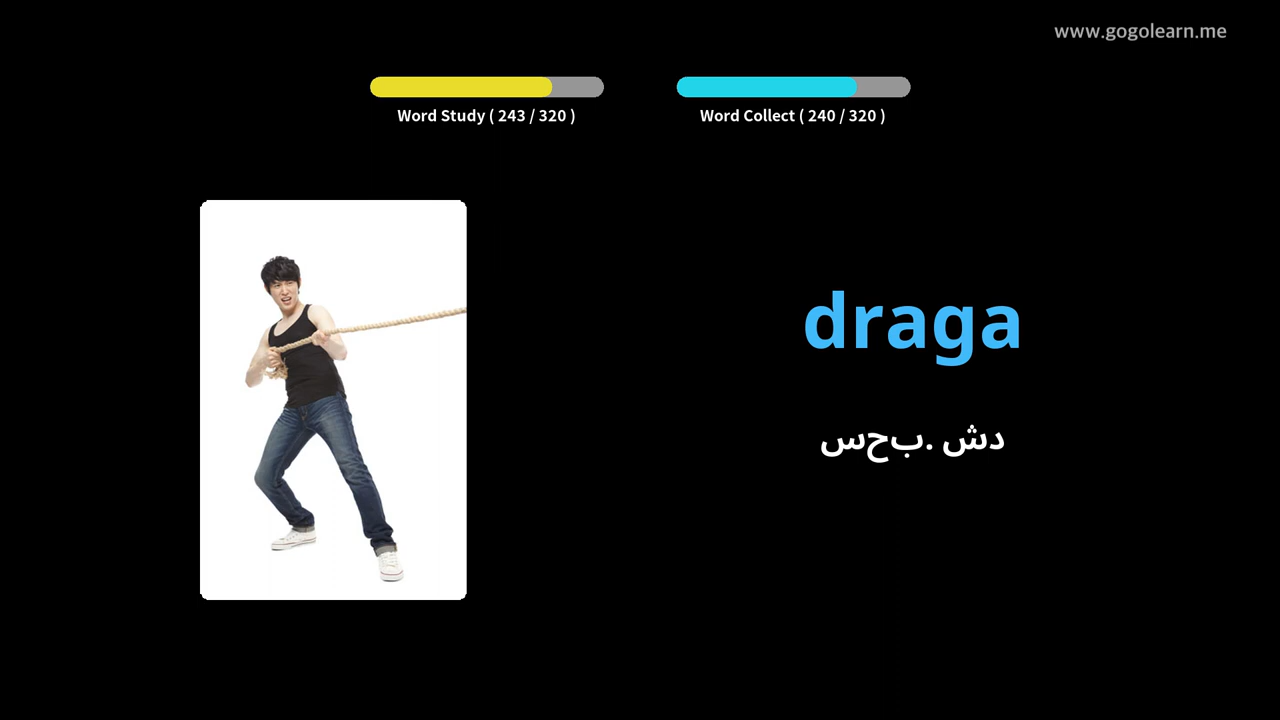 www.gogolearn.me
Word Study ( 243 / 320 )
Word Collect ( 240 / 320 )
draga
دش .بحس